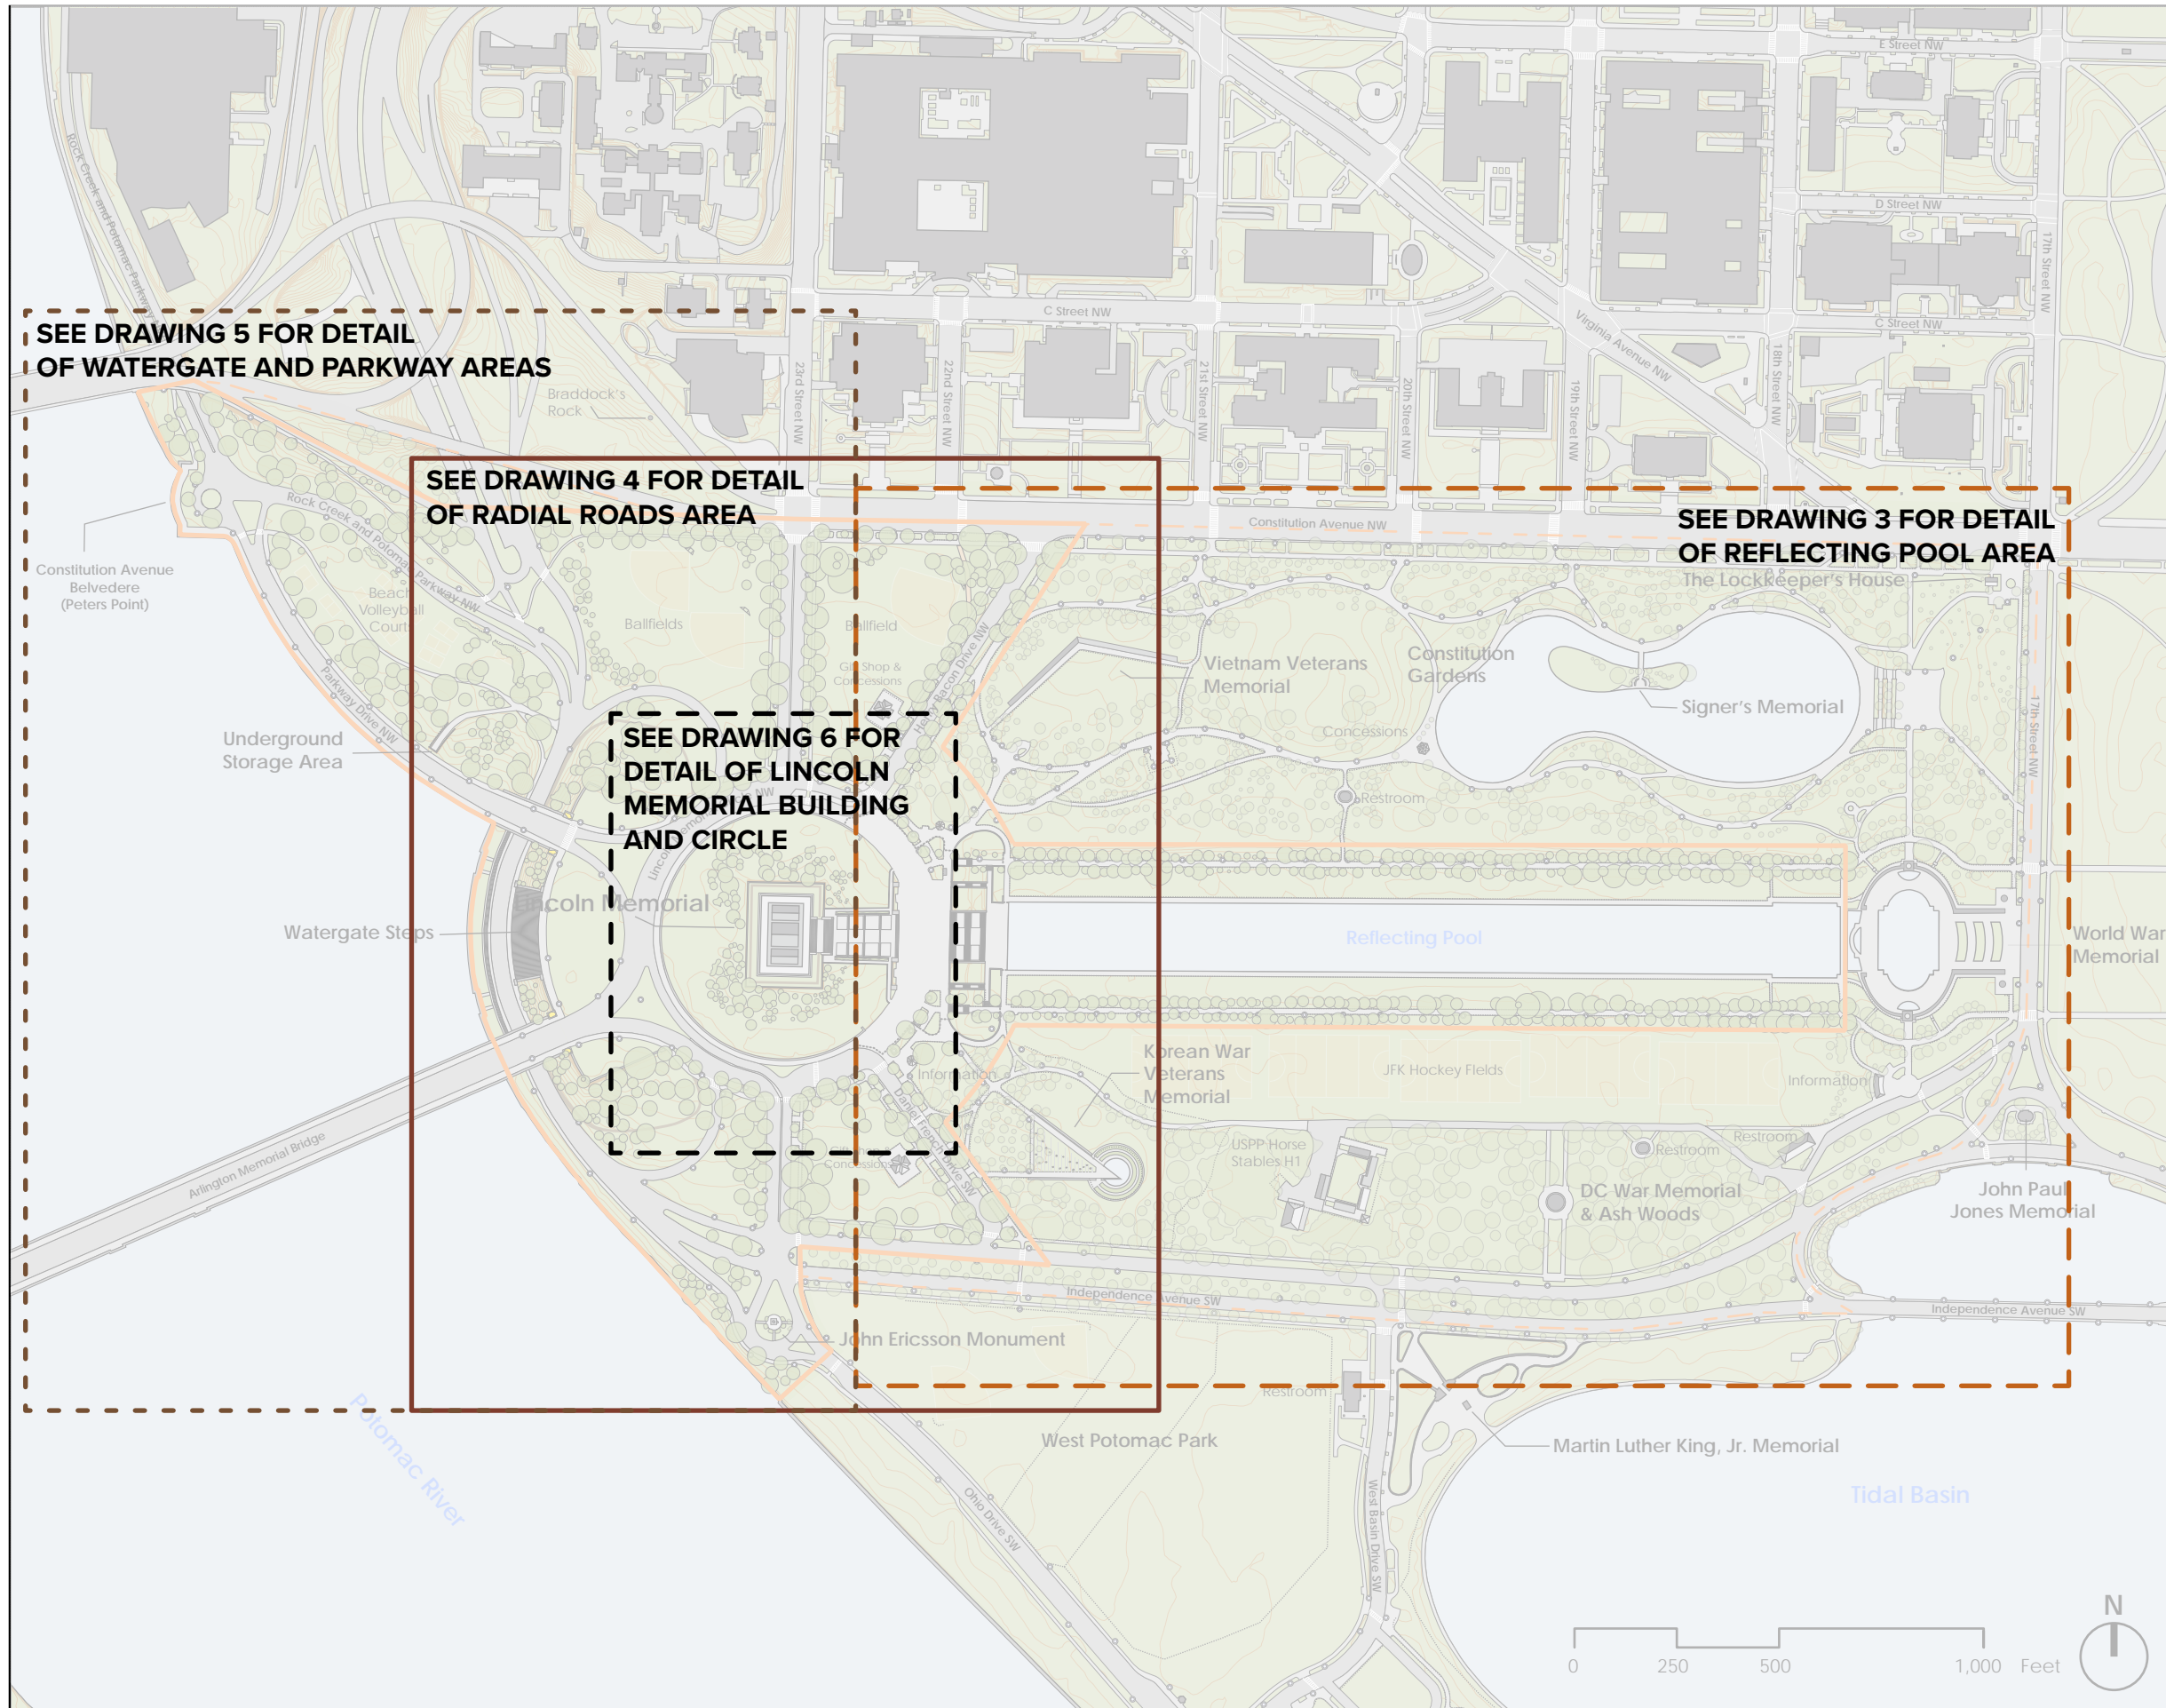 E Street NW
Rock Creek and Potomac Parkway NW
D Street NW
17th Street NW
C Street NW
C Street NW
Virginia Avenue NW
SEE DRAWING 5 FOR DETAIL
OF WATERGATE AND PARKWAY AREAS
Braddock's
Rock
23rd Street NW
22nd Street NW
21st Street NW
20th Street NW
19th Street NW
18th Street NW
SEE DRAWING 4 FOR DETAIL
OF RADIAL ROADS AREA
Constitution Avenue NW
SEE DRAWING 3 FOR DETAIL
OF REFLECTING POOL AREA
The Lockkeeper's House
Rock Creek and Potomac Parkway NW
Constitution Avenue
Belvedere
(Peters Point)
Beach
Volleyball
Courts
Ballfields
Ballfield
Gift Shop &
Concessions
Henry Bacon Drive NW
Vietnam Veterans
Memorial
Constitution
Gardens
Signer's Memorial
17th Street NW
Parkway Drive NW
Underground
Storage Area
Concessions
SEE DRAWING 6 FOR
DETAIL OF LINCOLN
MEMORIAL BUILDING
AND CIRCLE
Restroom
Lincoln Memorial
Watergate Steps
Reflecting Pool
World War
Memorial
Information
Korean War
Veterans
Memorial
JFK Hockey FIelds
Information
Daniel French Drive SW
Arlington Memorial Bridge
Concessions
USPP Horse
Stables H1
Restroom
Restroom
DC War Memorial
& Ash Woods
John Paul
Jones Memorial
Independence Avenue SW
Independence Avenue SW
John Ericsson Monument
Restroom
Potomac River
West Potomac Park
Martin Luther King, Jr. Memorial
Ohio Drive SW
West Basin Drive SW
Tidal Basin
N
0 250 500 1,000 Feet